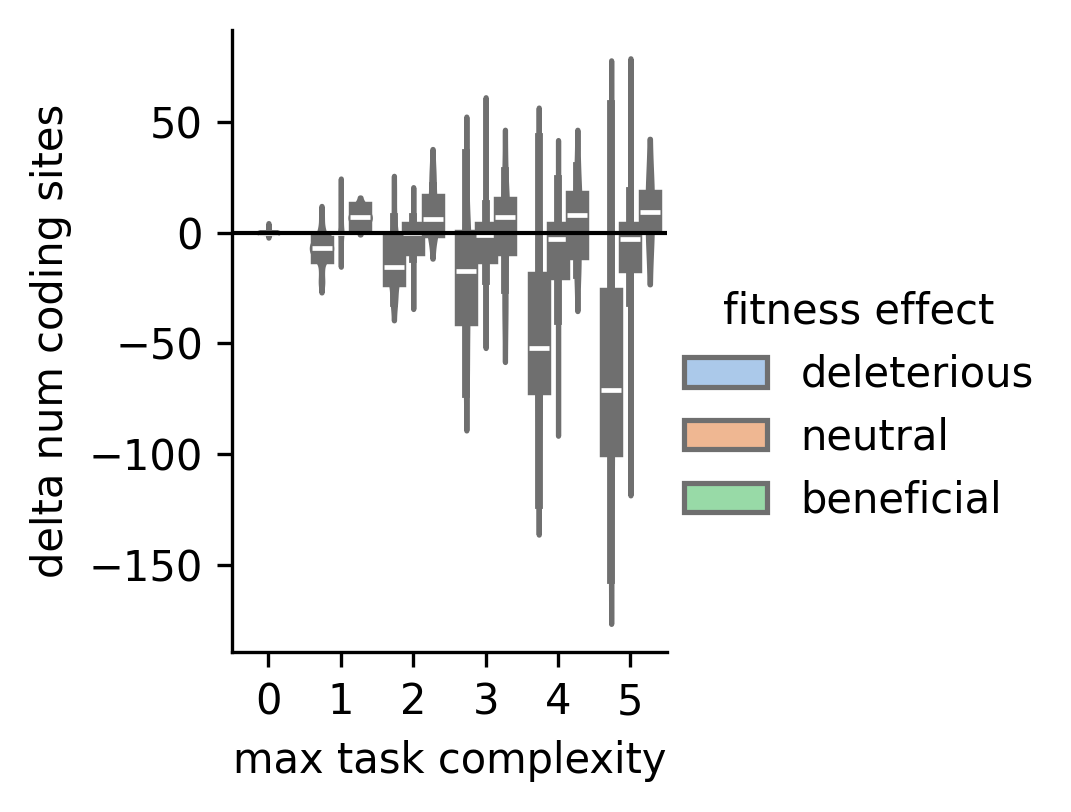 delta num coding sites
50
0
−50
−100
−150
0 1 2 3 4 5
max task complexity
fitness effect
deleterious
neutral
beneficial